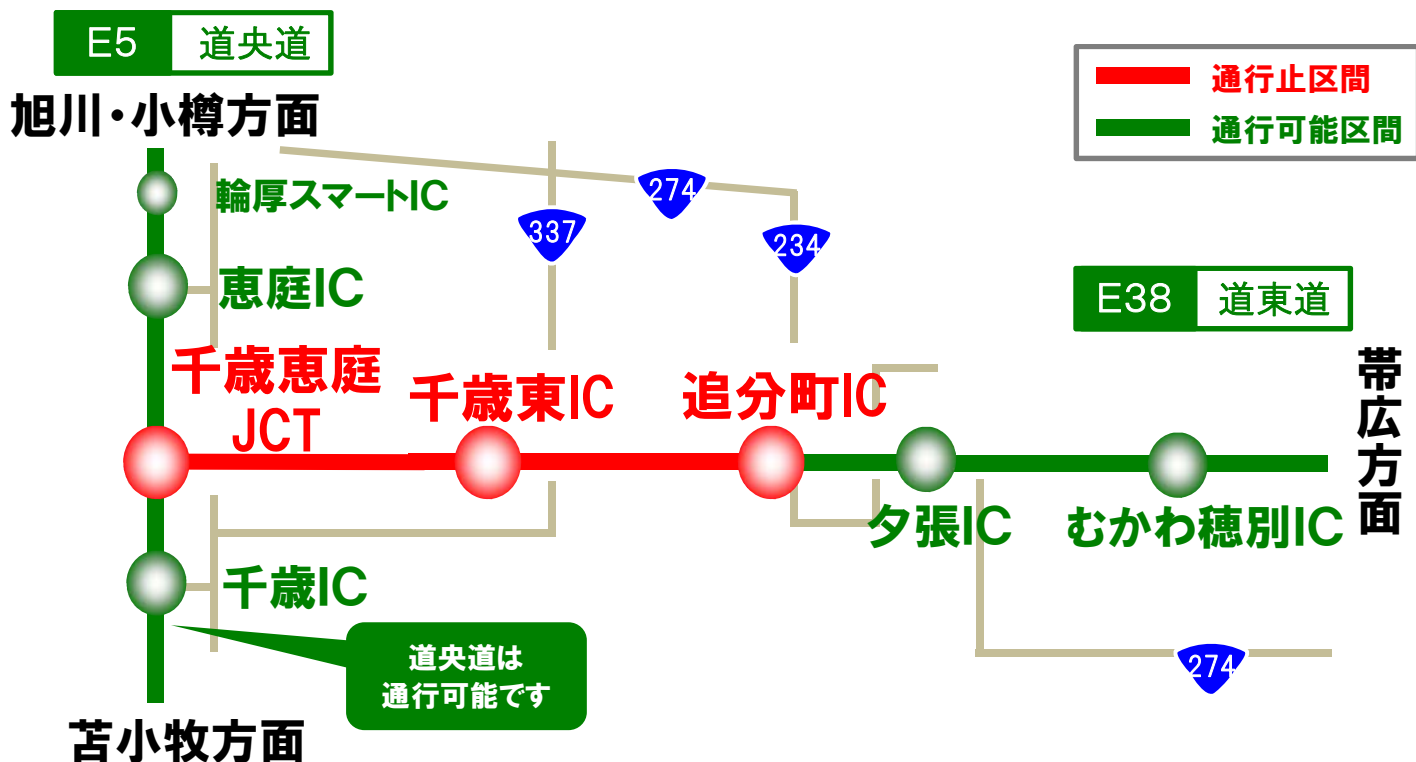 E5 道央道
旭川・小樽方面
通行止区間
通行可能区間
274
輪厚スマートIC
337
234
恵庭IC
E38 道東道
千歳恵庭
JCT
千歳東IC
追分町IC
帯広方面
夕張IC
むかわ穂別IC
千歳IC
道央道は
通行可能です
274
苫小牧方面